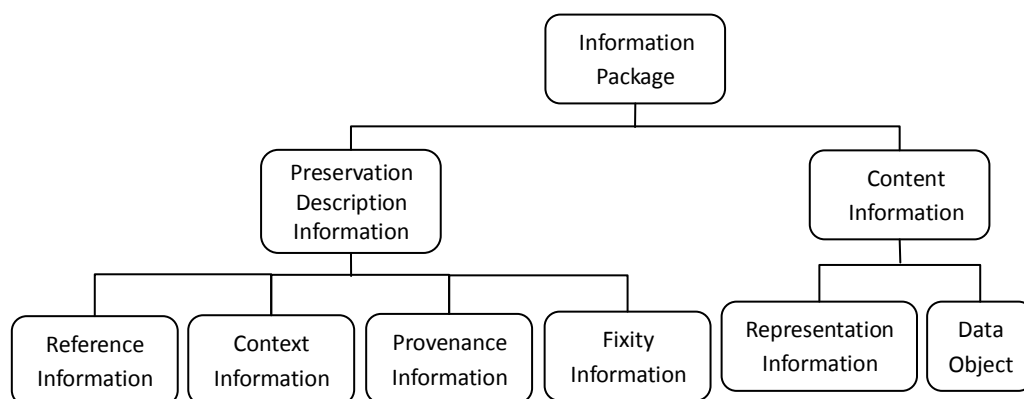 Information
Package
Preservation
Description
Information
Content
Information
Reference
Information
Context
Information
Provenance
Information
Fixity
Information
Representation
Information
Data
Object